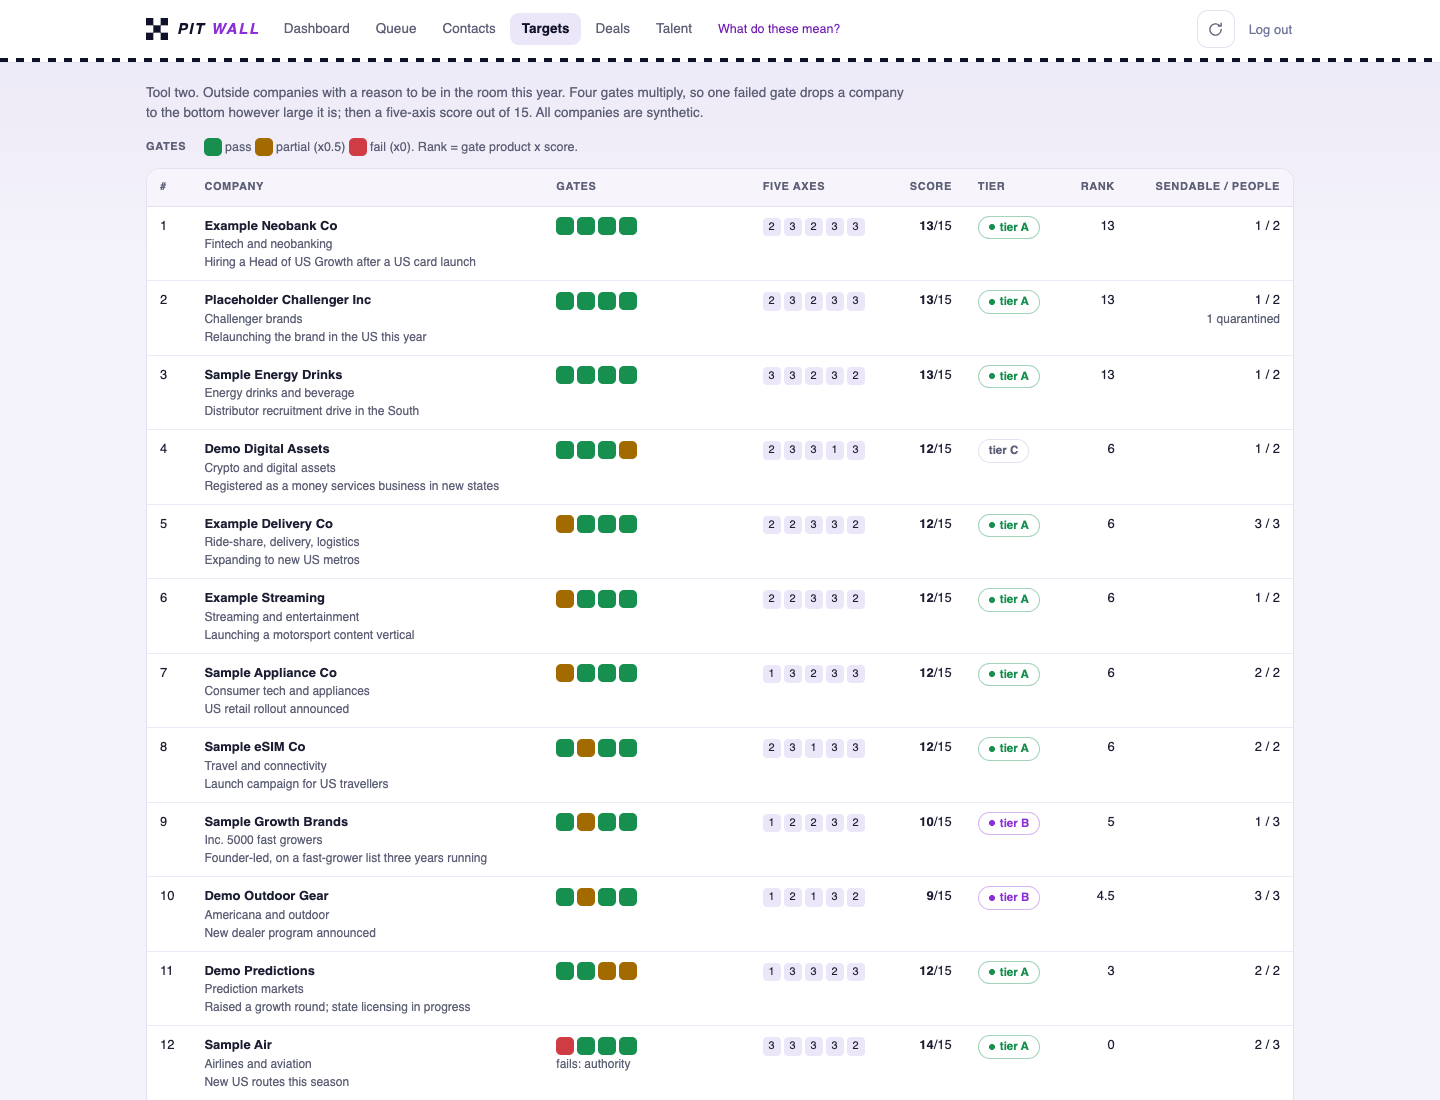 PIT WALL Dashboard Queue Contacts Targets Deals Talent What do these mean? Log out
Tool two. Outside companies with a reason to be in the room this year. Four gates multiply, so one failed gate drops a company
to the bottom however large it is; then a five-axis score out of 15. All companies are synthetic.
GATES pass partial (x0.5) fail (x0). Rank = gate product x score.
# COMPANY GATES FIVE AXES SCORE TIER RANK SENDABLE / PEOPLE
1 Example Neobank Co 2 3 2 3 3 13/15 tier A 13 1 / 2
Fintech and neobanking
Hiring a Head of US Growth after a US card launch
2 Placeholder Challenger Inc 2 3 2 3 3 13/15 tier A 13 1 / 2
Challenger brands 1 quarantined
Relaunching the brand in the US this year
3 Sample Energy Drinks 3 3 2 3 2 13/15 tier A 13 1 / 2
Energy drinks and beverage
Distributor recruitment drive in the South
4 Demo Digital Assets 2 3 3 1 3 12/15 tier C 6 1 / 2
Crypto and digital assets
Registered as a money services business in new states
5 Example Delivery Co 2 2 3 3 2 12/15 tier A 6 3 / 3
Ride-share, delivery, logistics
Expanding to new US metros
6 Example Streaming 2 2 3 3 2 12/15 tier A 6 1 / 2
Streaming and entertainment
Launching a motorsport content vertical
7 Sample Appliance Co 1 3 2 3 3 12/15 tier A 6 2 / 2
Consumer tech and appliances
US retail rollout announced
8 Sample eSIM Co 2 3 1 3 3 12/15 tier A 6 2 / 2
Travel and connectivity
Launch campaign for US travellers
9 Sample Growth Brands 1 2 2 3 2 10/15 tier B 5 1 / 3
Inc. 5000 fast growers
Founder-led, on a fast-grower list three years running
10 Demo Outdoor Gear 1 2 1 3 2 9/15 tier B 4.5 3 / 3
Americana and outdoor
New dealer program announced
11 Demo Predictions 1 3 3 2 3 12/15 tier A 3 2 / 2
Prediction markets
Raised a growth round; state licensing in progress
12 Sample Air 3 3 3 3 2 14/15 tier A 0 2 / 3
Airlines and aviation fails: authority
New US routes this season